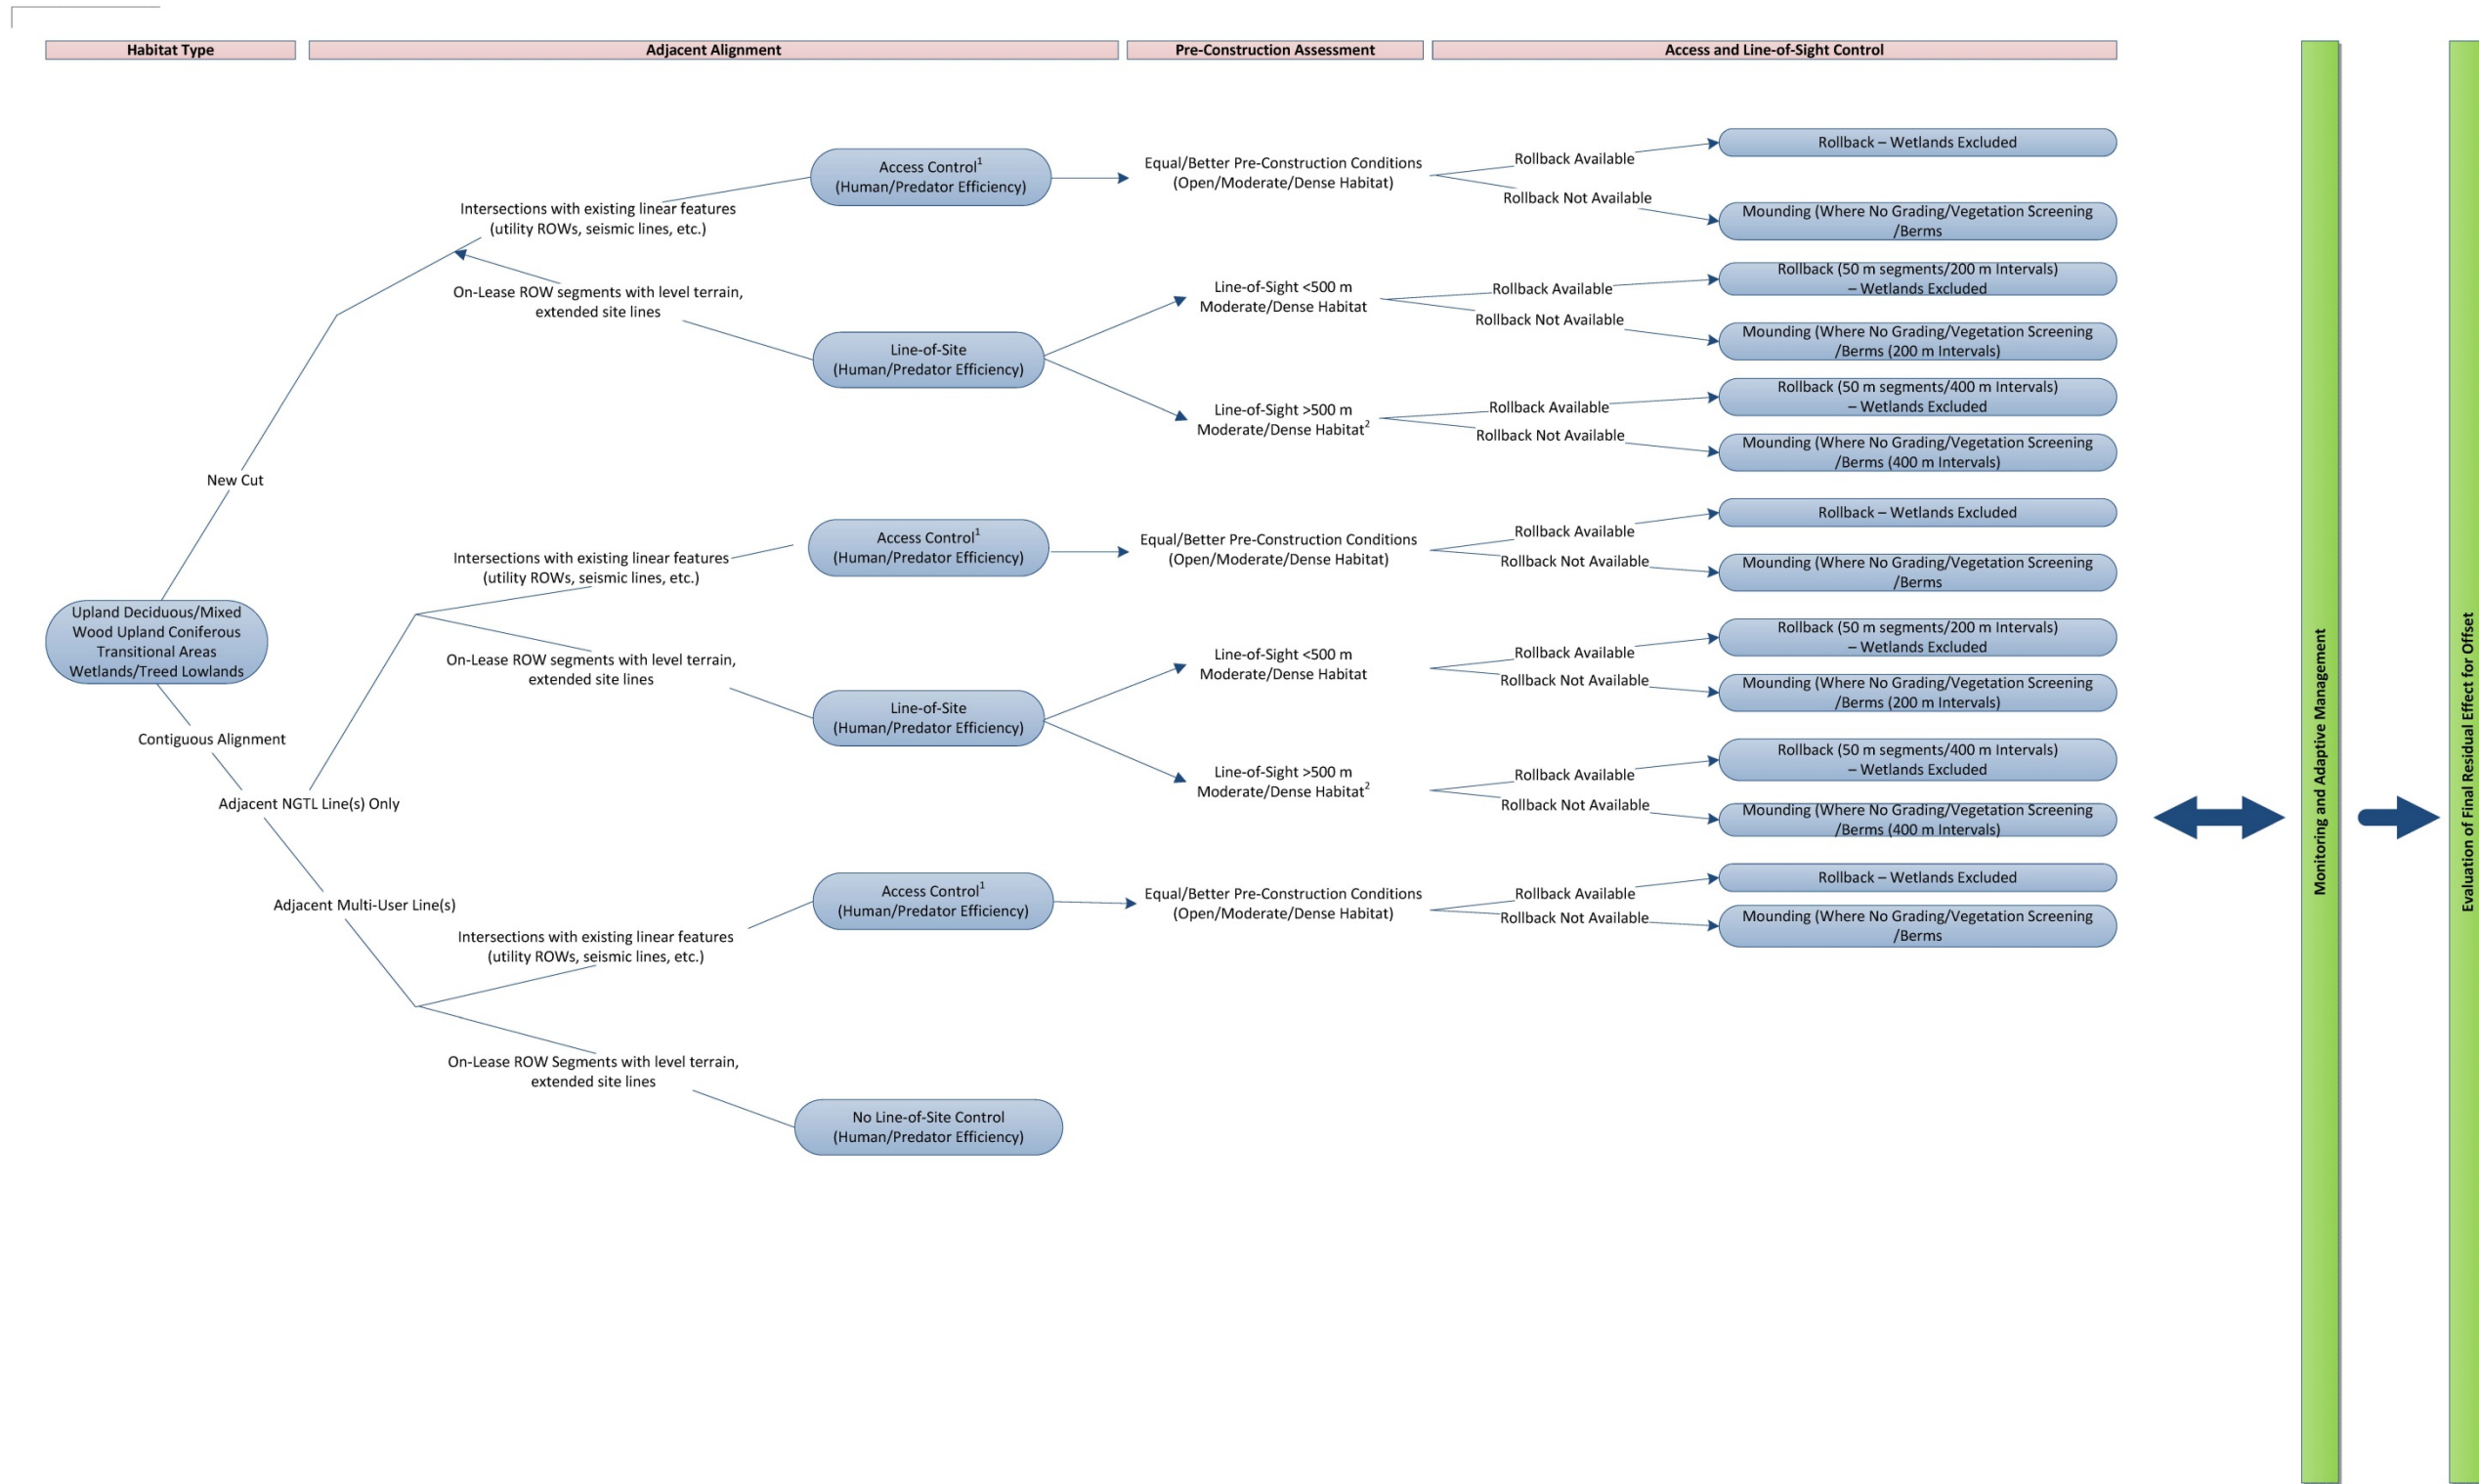 Habitat Type
Adjacent Alignment
Pre-Construction Assessment
Access and Line-of-Sight Control
Access Control1
(Human/Predator Efficiency)
Equal/Better Pre-Construction Conditions
(Open/Moderate/Dense Habitat)
Rollback Available
Rollback – Wetlands Excluded
Rollback Not Available
Mounding (Where No Grading/Vegetation Screening
/Berms
Intersections with existing linear features
(utility ROWs, seismic lines, etc.)
On-Lease ROW segments with level terrain,
extended site lines
Line-of-Site
(Human/Predator Efficiency)
Line-of-Sight <500 m
Moderate/Dense Habitat
Rollback Available
Rollback (50 m segments/200 m Intervals)
– Wetlands Excluded
Rollback Not Available
Mounding (Where No Grading/Vegetation Screening
/Berms (200 m Intervals)
Line-of-Sight >500 m
Moderate/Dense Habitat2
Rollback Available
Rollback (50 m segments/400 m Intervals)
– Wetlands Excluded
Rollback Not Available
Mounding (Where No Grading/Vegetation Screening
/Berms (400 m Intervals)
New Cut
Upland Deciduous/Mixed
Wood Upland Coniferous
Transitional Areas
Wetlands/Treed Lowlands
Contiguous Alignment
Adjacent NGTL Line(s) Only
Intersections with existing linear features
(utility ROWs, seismic lines, etc.)
Access Control1
(Human/Predator Efficiency)
Equal/Better Pre-Construction Conditions
(Open/Moderate/Dense Habitat)
Rollback Available
Rollback – Wetlands Excluded
Rollback Not Available
Mounding (Where No Grading/Vegetation Screening
/Berms
On-Lease ROW segments with level terrain,
extended site lines
Line-of-Site
(Human/Predator Efficiency)
Line-of-Sight <500 m
Moderate/Dense Habitat
Rollback Available
Rollback (50 m segments/200 m Intervals)
– Wetlands Excluded
Rollback Not Available
Mounding (Where No Grading/Vegetation Screening
/Berms (200 m Intervals)
Line-of-Sight >500 m
Moderate/Dense Habitat2
Rollback Available
Rollback (50 m segments/400 m Intervals)
– Wetlands Excluded
Rollback Not Available
Mounding (Where No Grading/Vegetation Screening
/Berms (400 m Intervals)
Adjacent Multi-User Line(s)
Intersections with existing linear features
(utility ROWs, seismic lines, etc.)
Access Control1
(Human/Predator Efficiency)
Equal/Better Pre-Construction Conditions
(Open/Moderate/Dense Habitat)
Rollback Available
Rollback – Wetlands Excluded
Rollback Not Available
Mounding (Where No Grading/Vegetation Screening
/Berms
On-Lease ROW Segments with level terrain,
extended site lines
No Line-of-Site Control
(Human/Predator Efficiency)
Monitoring and Adaptive Management
Evaluation of Final Residual Effect for Offset